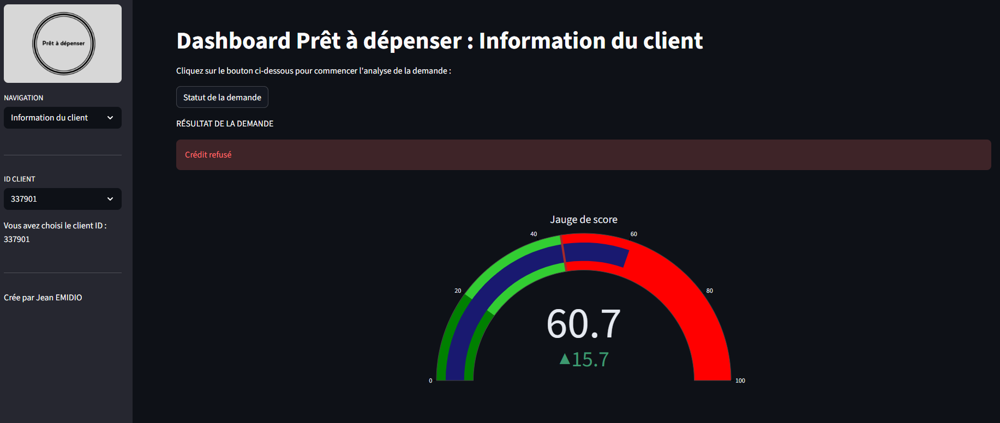 Prêt à dépenser
NAVIGATION
Information du client
ID CLIENT
337901
Vous avez choisi le client ID :
337901
Crée par Jean EMIDIO
Dashboard Prêt à dépenser : Information du client
Cliquez sur le bouton ci-dessous pour commencer l'analyse de la demande :
Statut de la demande
RÉSULTAT DE LA DEMANDE
Crédit refusé
Jauge de score
0
20
40
60
80
100
60.7
▲15.7